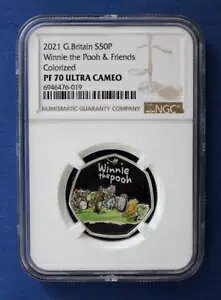 2021 G.Britain S50P
Winnie the Pooh & Friends
Colorized
PF 70 ULTRA CAMEO
6946476-019
NUMISMATIC GUARANTY COMPANY
NGC
Winnie
the pooh